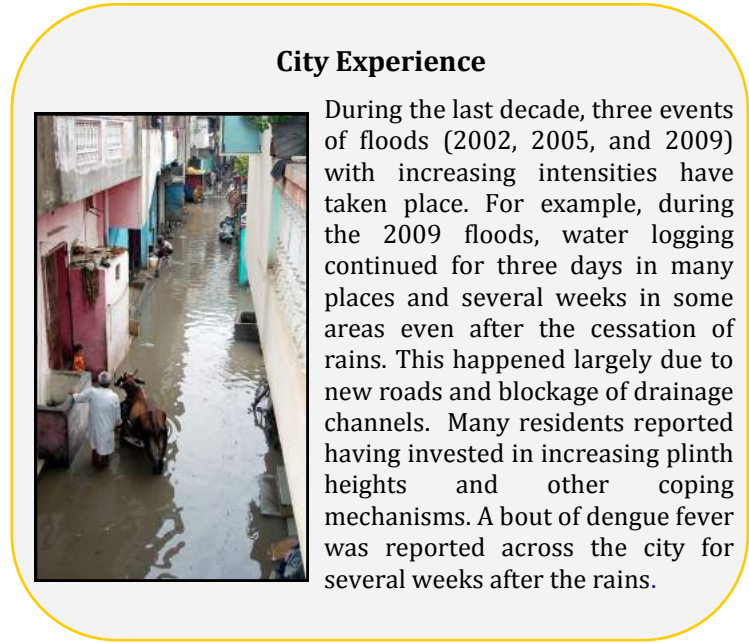 City Experience
During the last decade, three events
of floods (2002, 2005, and 2009)
with increasing intensities have
taken place. For example, during
the 2009 floods, water logging
continued for three days in many
places and several weeks in some
areas even after the cessation of
rains. This happened largely due to
new roads and blockage of drainage
channels. Many residents reported
having invested in increasing plinth
heights and other coping
mechanisms. A bout of dengue fever
was reported across the city for
several weeks after the rains.